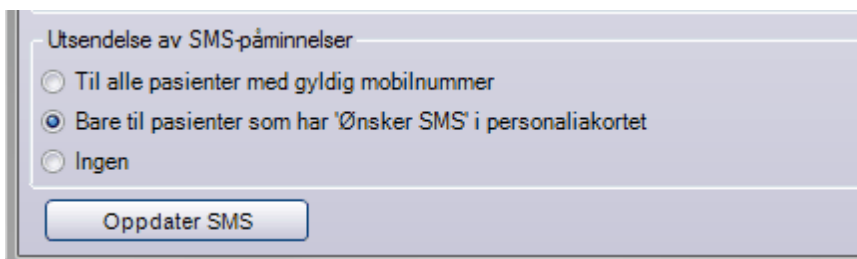 Utsendelse av SMS-påminnelser
Til alle pasienter med gyldig mobilnummer
Bare til pasienter som har 'Ønsker SMS' i personaliakortet
Ingen
Oppdater SMS